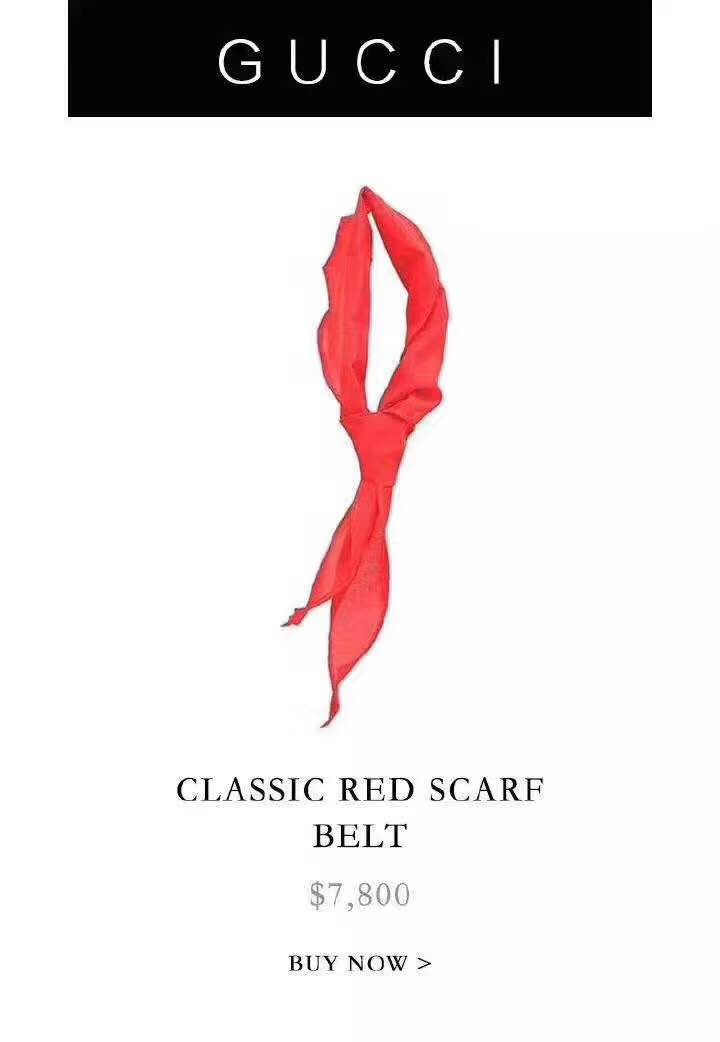 GUCCI
CLASSIC RED SCARF
BELT
$7,800
BUY NOW >